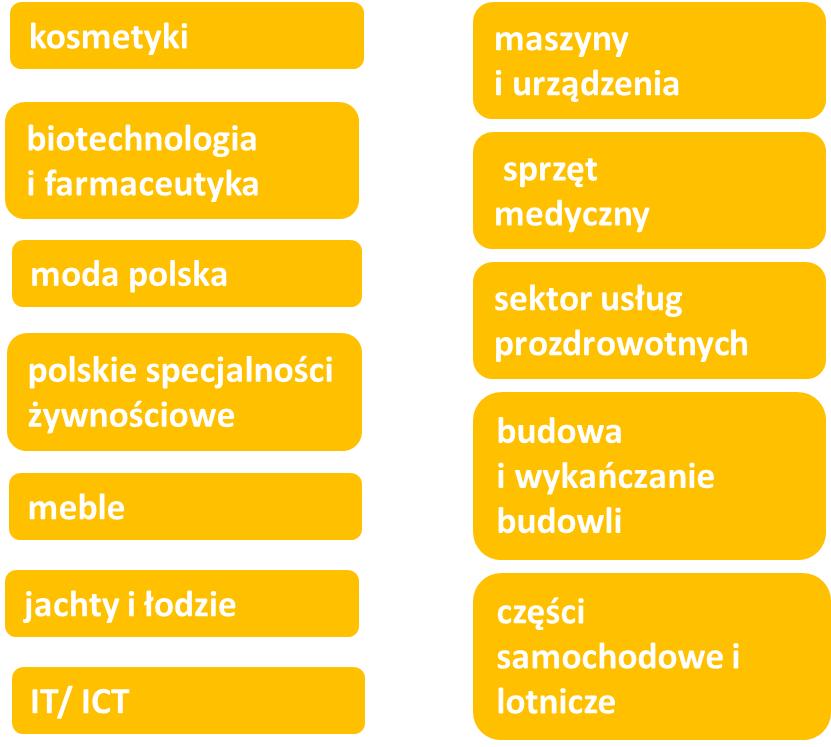 kosmetyki
biotechnologia
i farmaceutyka
moda polska
polskie specjalności
żywnościowe
meble
jachty i łodzie
IT/ ICT
maszyny
i urządzenia
sprzęt
medyczny
sektor usług
prozdrowotnych
budowa
i wykańczanie
budowli
części
samochodowe i
lotnicze